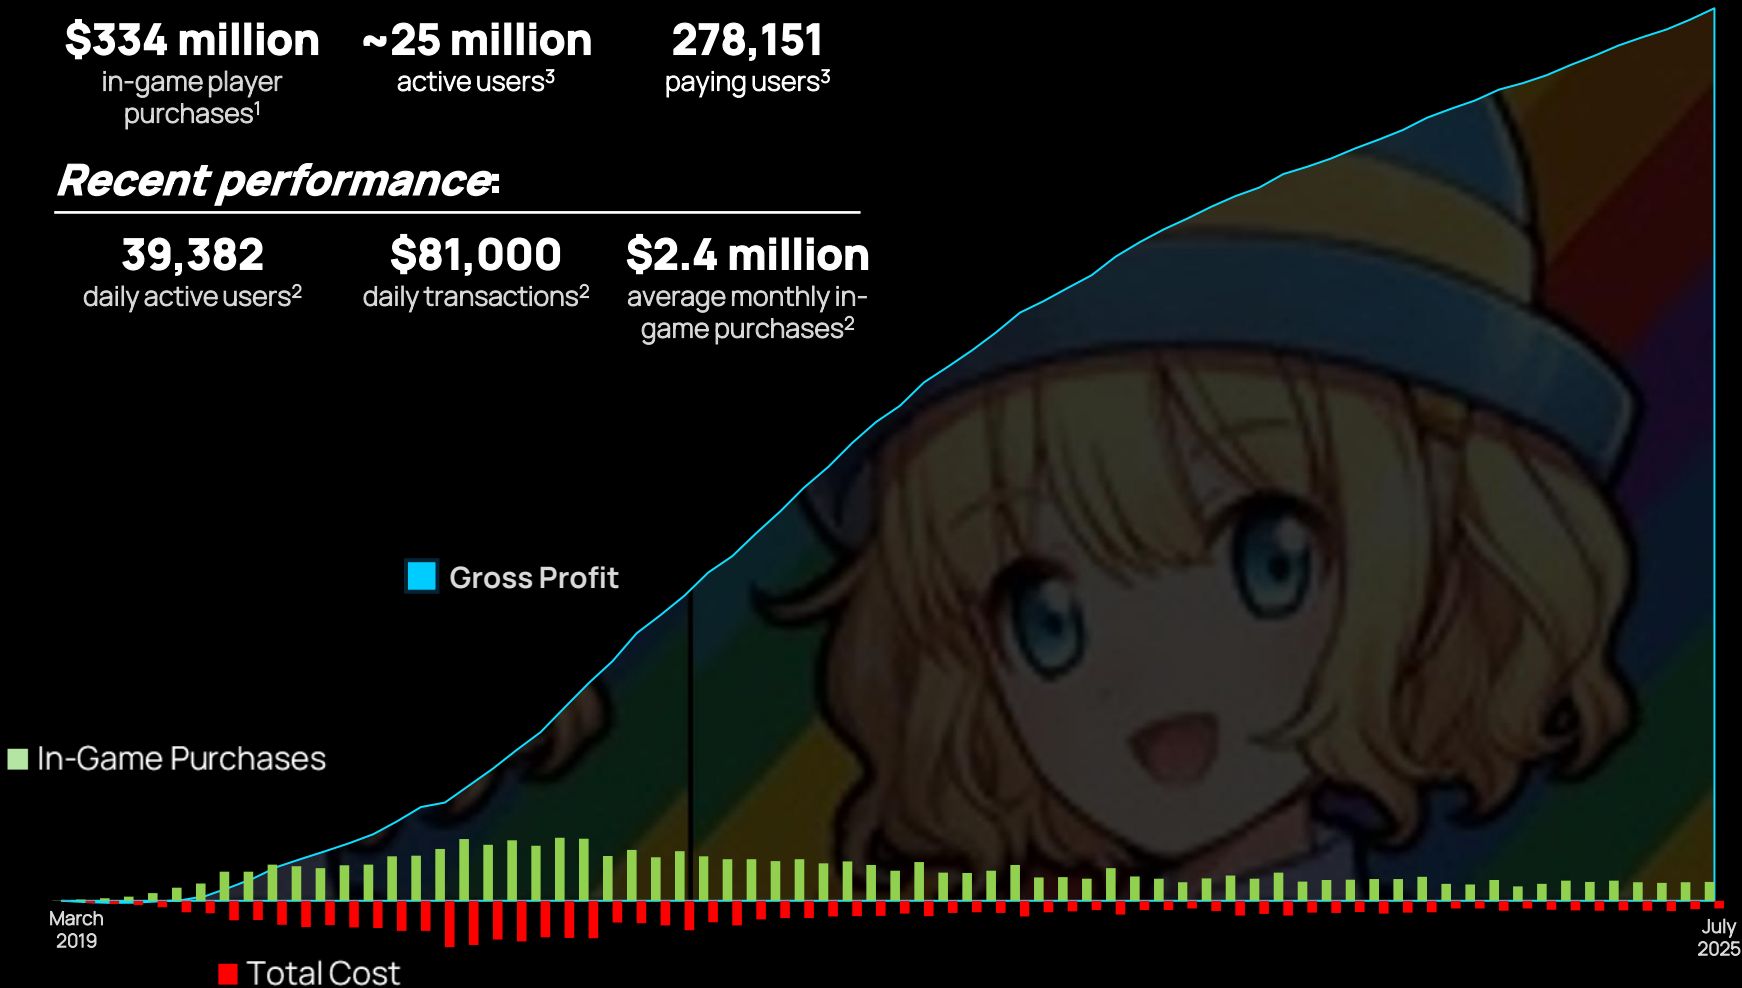 $334 million
in-game player
purchases¹
~25 million
active users³
278,151
paying users³
Recent performance:
39,382
daily active users²
$81,000
daily transactions²
$2.4 million
average monthly in-
game purchases²
Gross Profit
In-Game Purchases
March
2019
July
2025
Total Cost